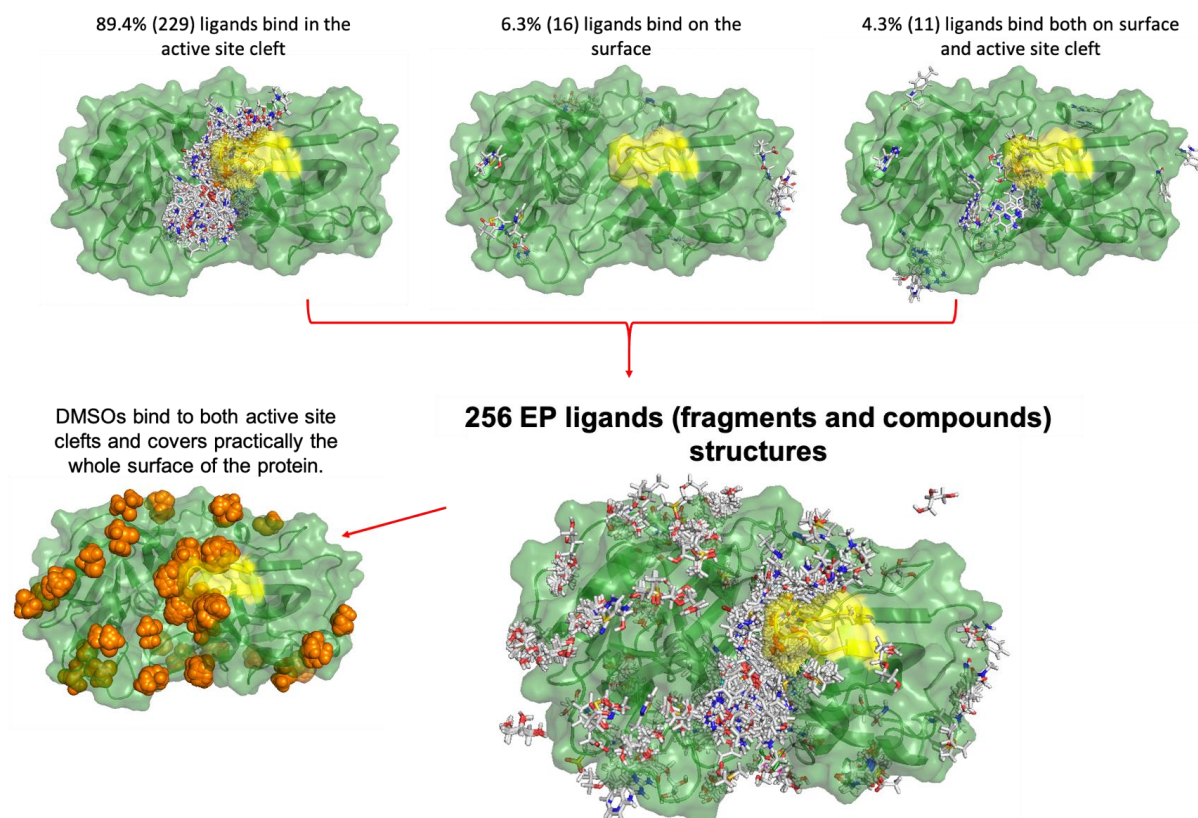 89.4% (229) ligands bind in the
active site cleft
6.3% (16) ligands bind on the
surface
4.3% (11) ligands bind both on surface
and active site cleft
DMSOs bind to both active site
clefts and covers practically the
whole surface of the protein.
256 EP ligands (fragments and compounds)
structures